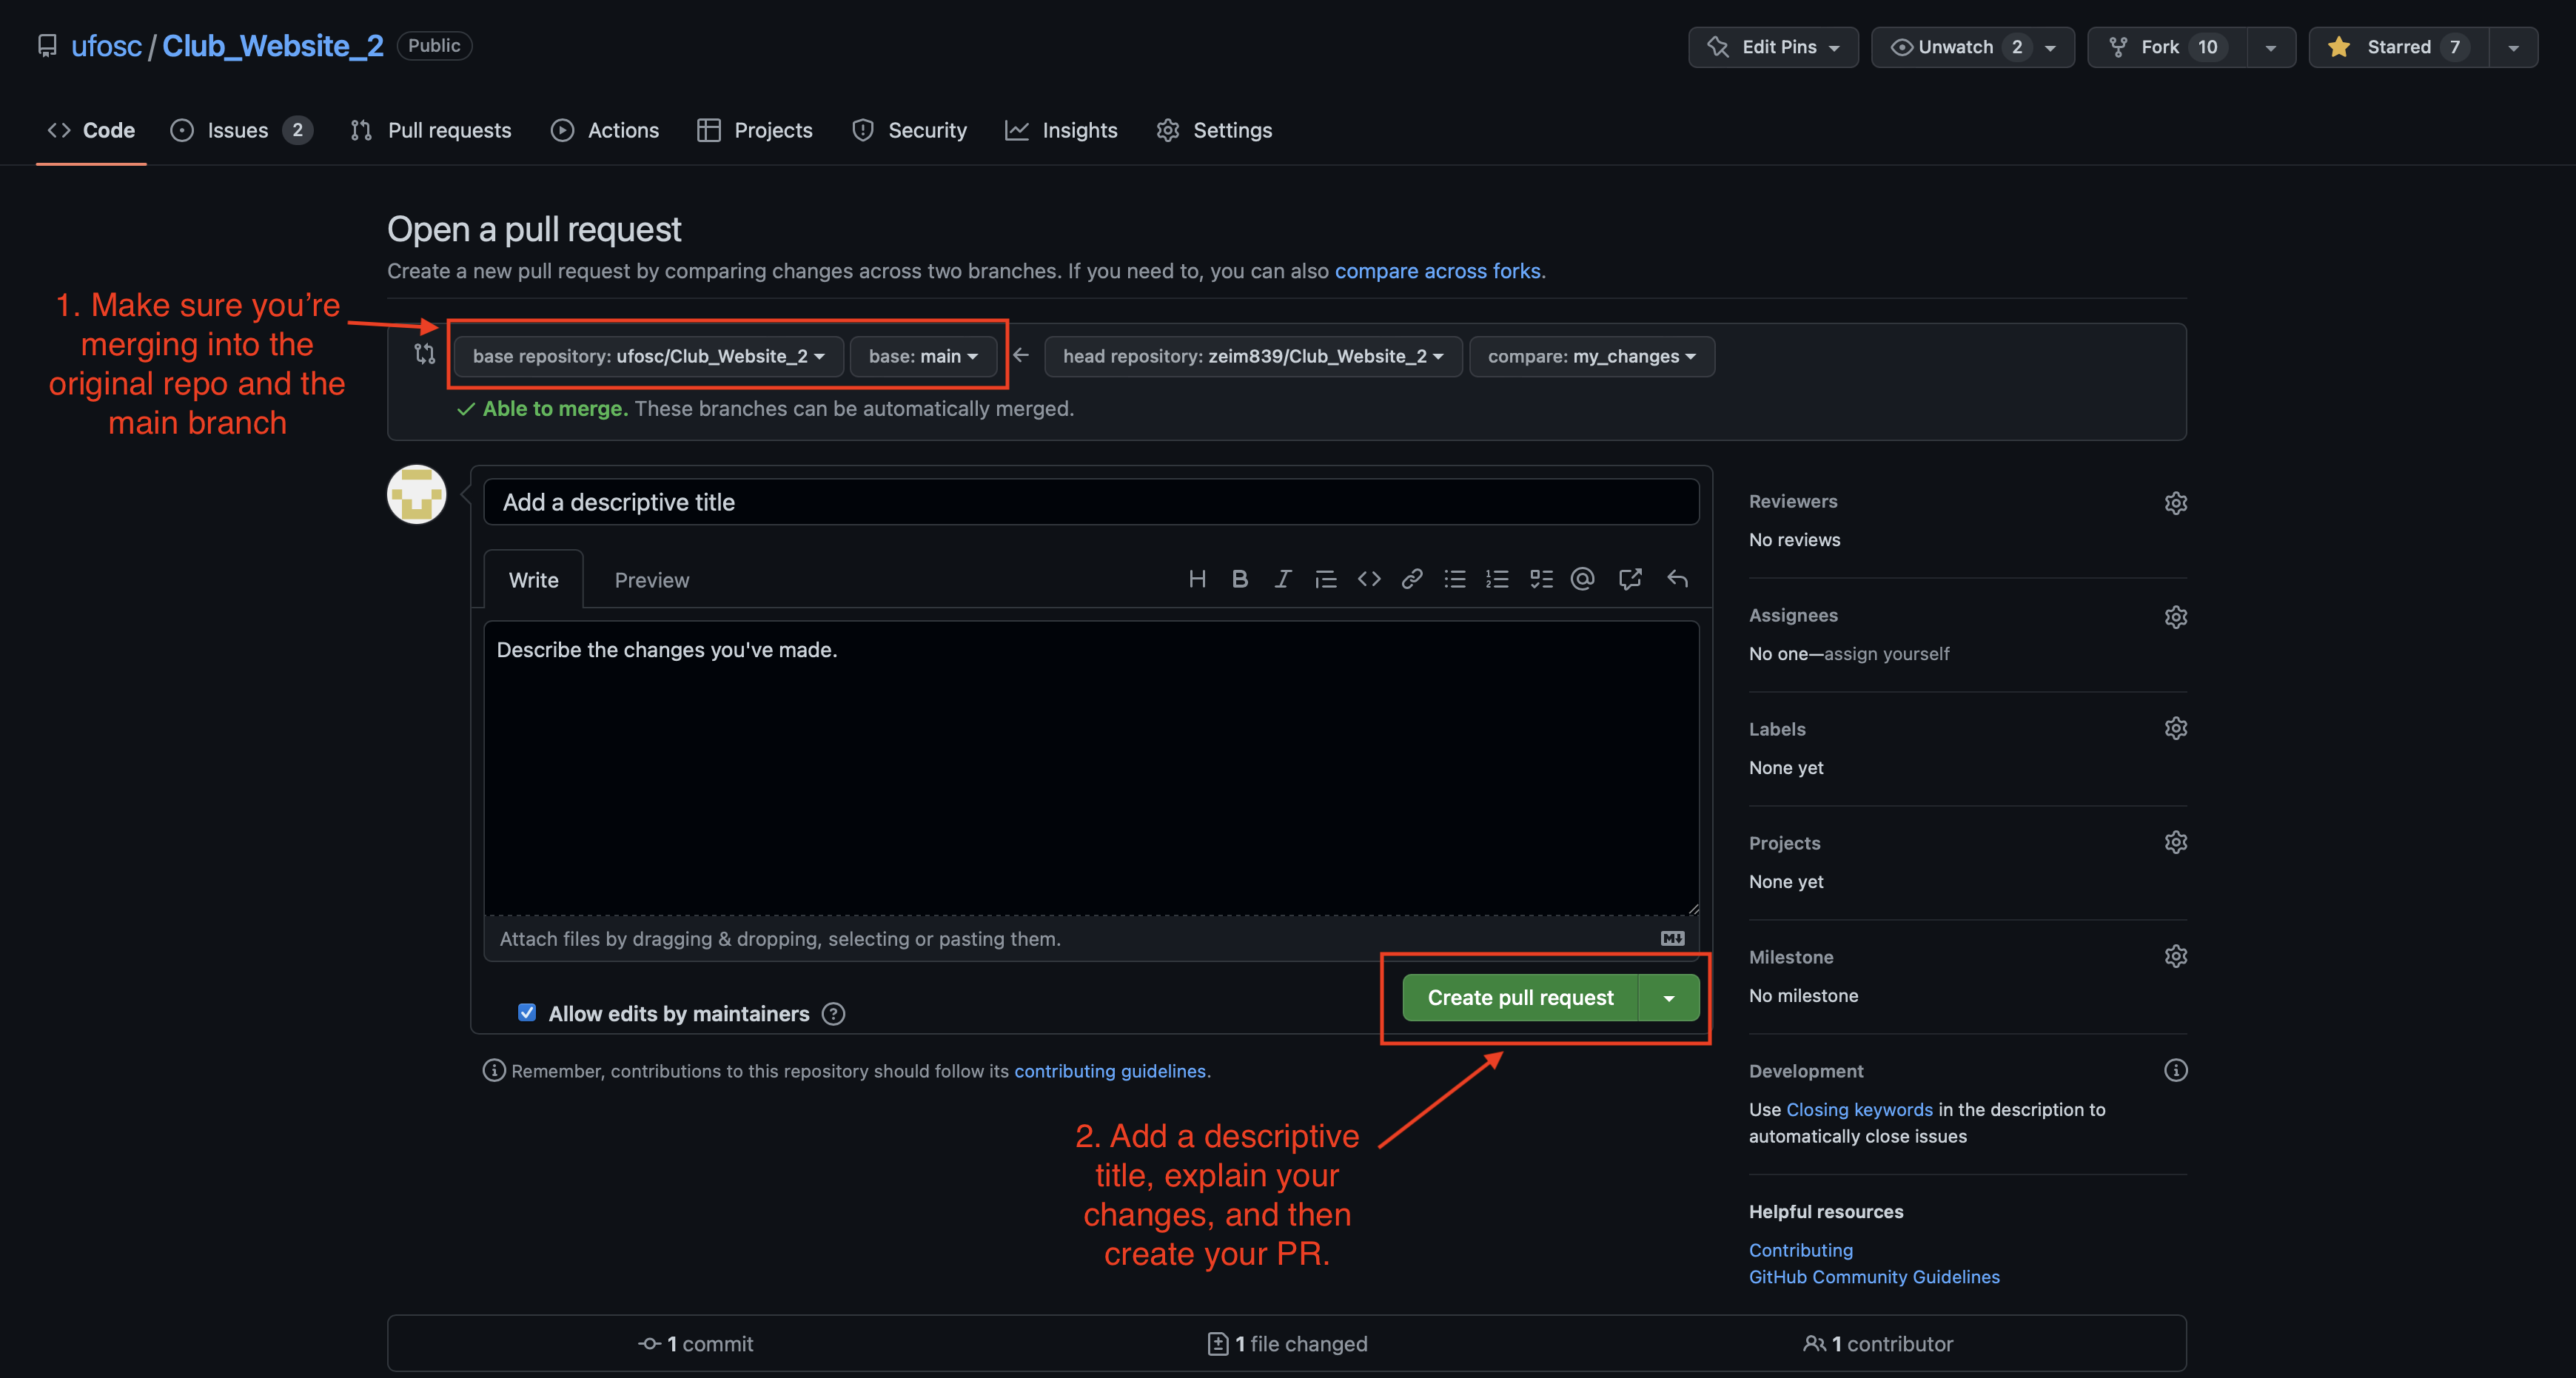 ufosc / Club_Website_2 Public
Edit Pins Unwatch 2 Fork 10 Starred 7
Code Issues 2 Pull requests Actions Projects Security Insights Settings
Open a pull request
Create a new pull request by comparing changes across two branches. If you need to, you can also compare across forks.
1. Make sure you’re
merging into the
original repo and the
main branch
base repository: ufosc/Club_Website_2 base: main head repository: zeim839/Club_Website_2 compare: my_changes
Able to merge. These branches can be automatically merged.
Add a descriptive title
Write Preview
Describe the changes you've made.
Attach files by dragging & dropping, selecting or pasting them.
Allow edits by maintainers
Create pull request
Remember, contributions to this repository should follow its contributing guidelines.
2. Add a descriptive
title, explain your
changes, and then
create your PR.
Reviewers
No reviews
Assignees
No one—assign yourself
Labels
None yet
Projects
None yet
Milestone
No milestone
Development
Use Closing keywords in the description to
automatically close issues
Helpful resources
Contributing
GitHub Community Guidelines
1 commit 1 file changed 1 contributor